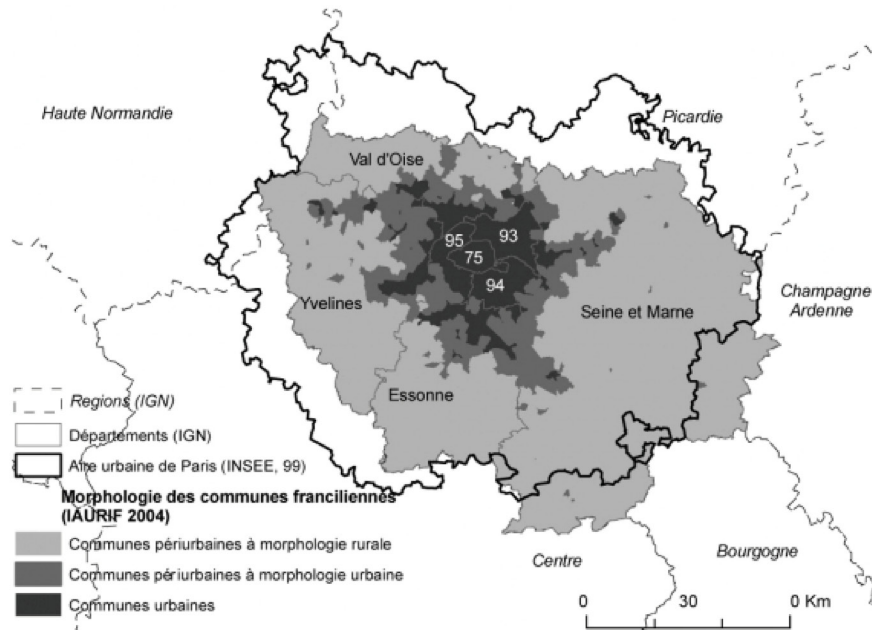 Haute Normandie
Picardie
Val d'Oise
95
93
75
94
Yvelines
Seine et Marne
Champagne
Ardenne
Essonne
Regions (IGN)
Départements (IGN)
Aire urbaine de Paris (INSEE, 99)
Morphologie des communes franciliennes
(IAURIF 2004)
Communes périurbaines à morphologie rurale
Communes périurbaines à morphologie urbaine
Communes urbaines
Centre
Bourgogne
0 30 0 Km